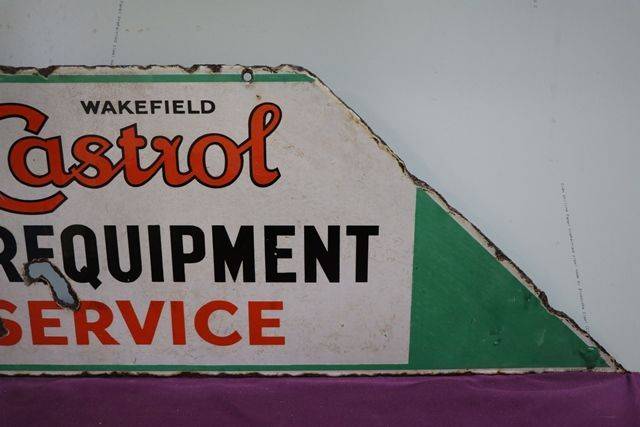 WAKEFIELD
Castrol
REQUIPMENT
SERVICE